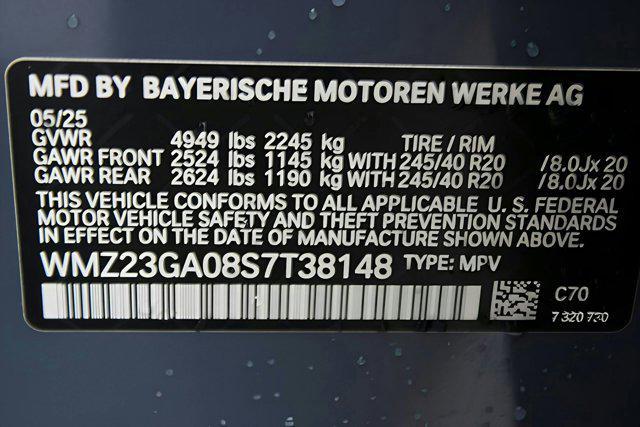 MFD BY BAYERISCHE MOTOREN WERKE AG
05/25
GVWR 4949 lbs 2245 kg TIRE / RIM
GAWR FRONT 2524 lbs 1145 kg WITH 245/40 R20 /8.0Jx 20
GAWR REAR 2624 lbs 1190 kg WITH 245/40 R20 /8.0Jx 20
THIS VEHICLE CONFORMS TO ALL APPLICABLE U. S. FEDERAL
MOTOR VEHICLE SAFETY AND THEFT PREVENTION STANDARDS
IN EFFECT ON THE DATE OF MANUFACTURE SHOWN ABOVE.
WMZ23GA08S7T38148 TYPE: MPV
C70
7 320 730